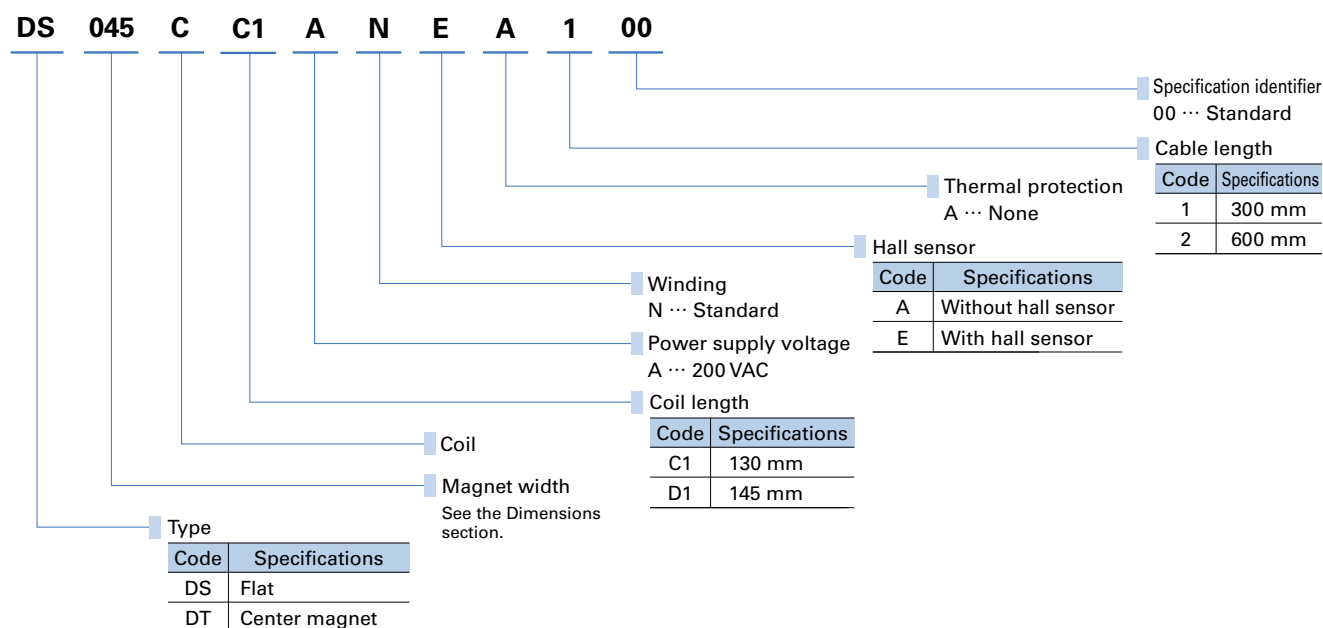 DS 045 C C1 A N E A 1 00
Specification identifier
00 ··· Standard
Cable length
Code Specifications
1 300 mm
2 600 mm
Thermal protection
A ··· None
Hall sensor
Code Specifications
A Without hall sensor
E With hall sensor
Winding
N ··· Standard
Power supply voltage
A ··· 200 VAC
Coil length
Code Specifications
C1 130 mm
D1 145 mm
Coil
Magnet width
See the Dimensions
section.
Type
Code Specifications
DS Flat
DT Center magnet